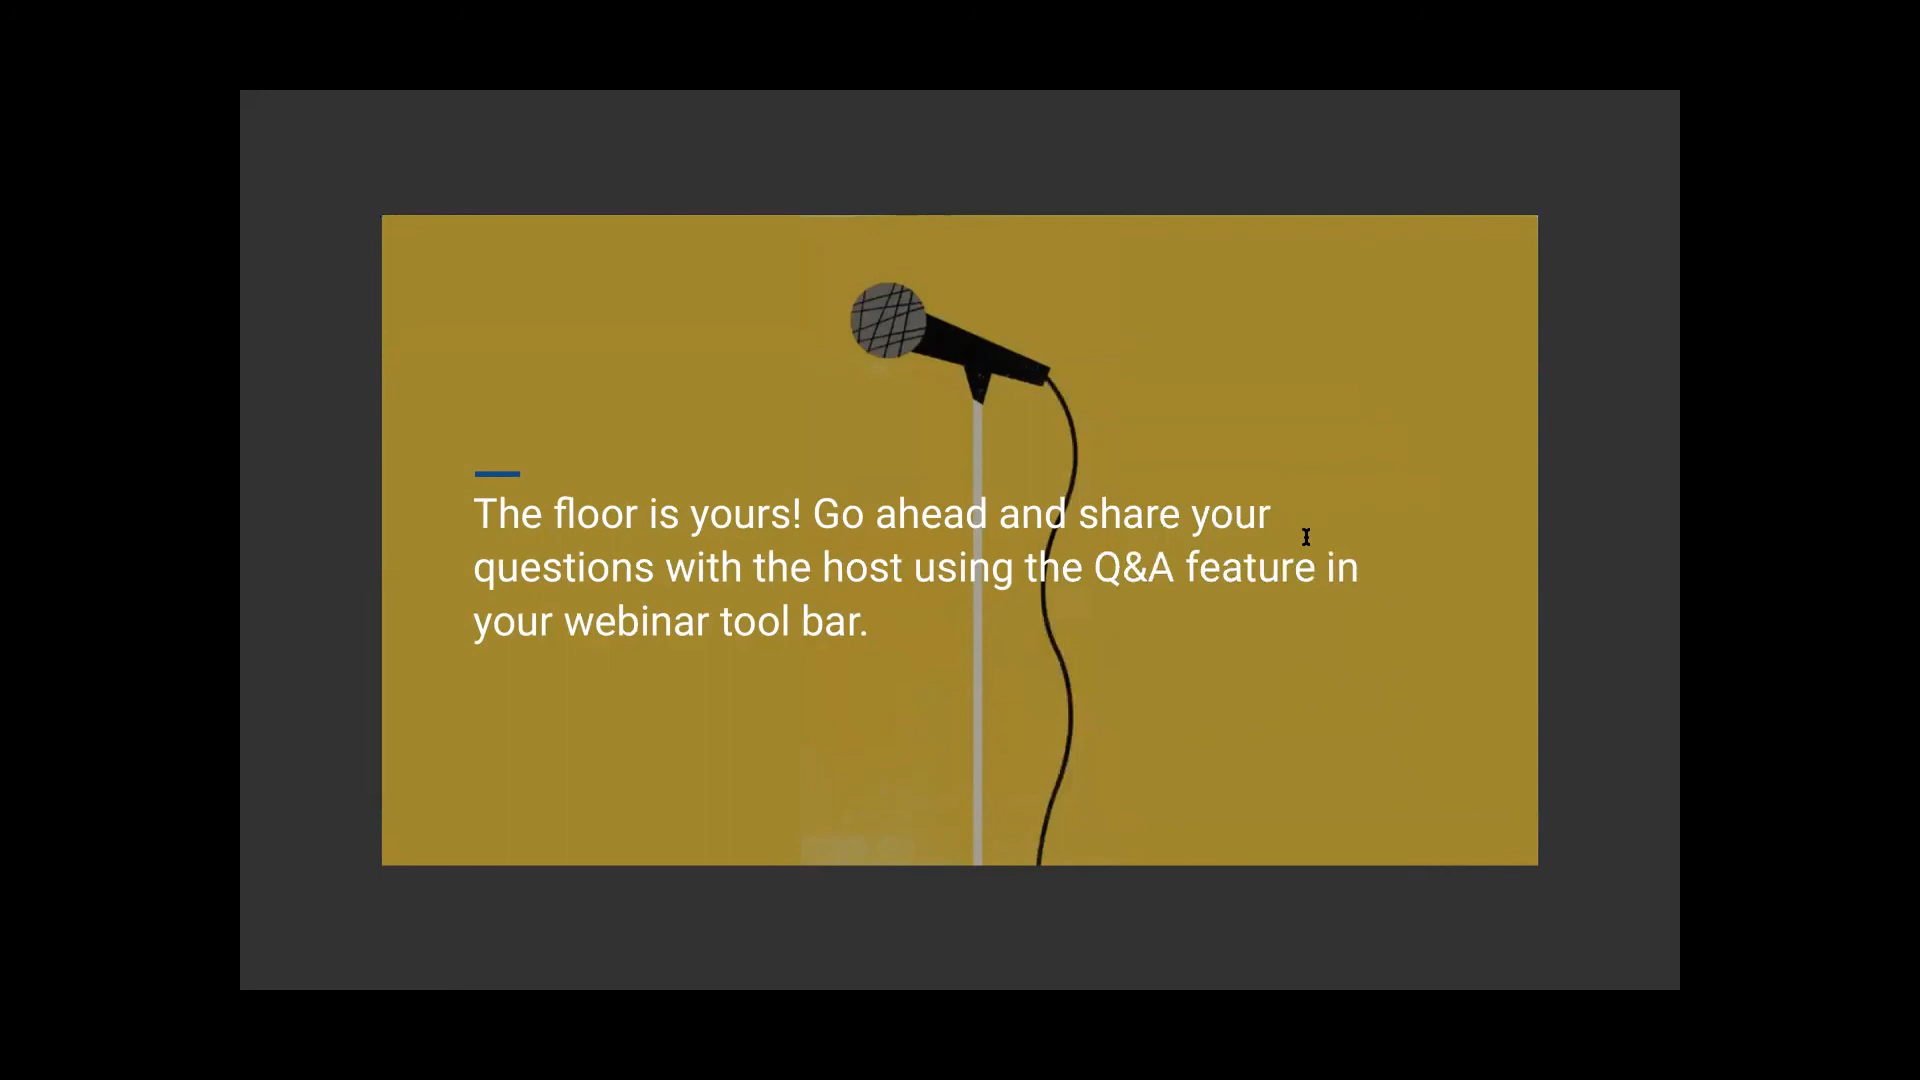 The floor is yours! Go ahead and share your
questions with the host using the Q&A feature in
your webinar tool bar.